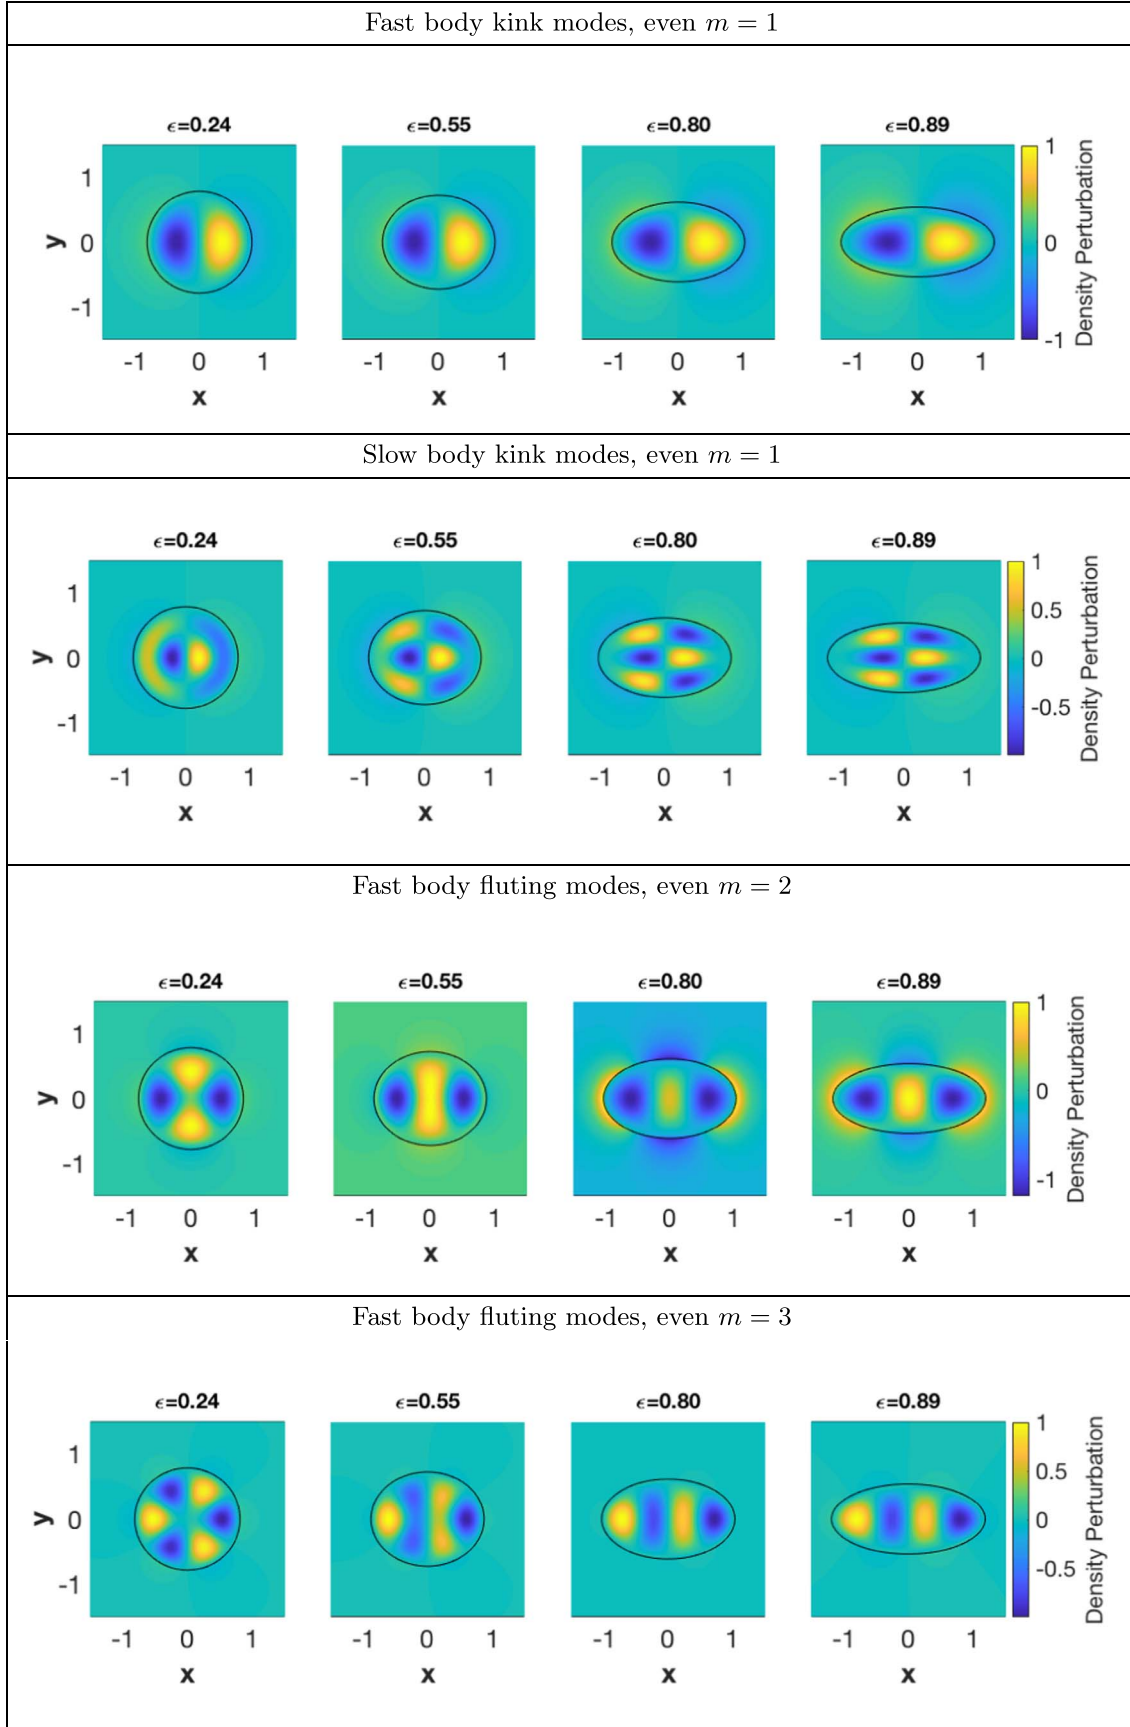 Fast body kink modes, even m = 1
ϵ=0.24 ϵ=0.55 ϵ=0.80 ϵ=0.89
1
0
-1
y
-1 0 1 -1 0 1 -1 0 1 -1 0 1
x x x x
1
0
-1
Density Perturbation
Slow body kink modes, even m = 1
ϵ=0.24 ϵ=0.55 ϵ=0.80 ϵ=0.89
1
0
-1
y
-1 0 1 -1 0 1 -1 0 1 -1 0 1
x x x x
1
0.5
0
-0.5
Density Perturbation
Fast body fluting modes, even m = 2
ϵ=0.24 ϵ=0.55 ϵ=0.80 ϵ=0.89
1
0
-1
y
-1 0 1 -1 0 1 -1 0 1 -1 0 1
x x x x
1
0
-1
Density Perturbation
Fast body fluting modes, even m = 3
ϵ=0.24 ϵ=0.55 ϵ=0.80 ϵ=0.89
1
0
-1
y
-1 0 1 -1 0 1 -1 0 1 -1 0 1
x x x x
1
0.5
0
-0.5
Density Perturbation